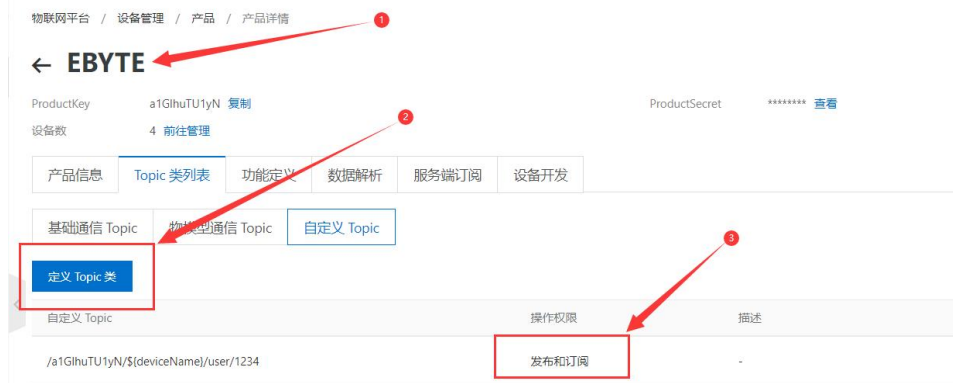 物联网平台 / 设备管理 / 产品 / 产品详情
1
← EBYTE
ProductKey a1GIhuTU1yN 复制 ProductSecret ******** 查看
2
设备数 4 前往管理
产品信息 Topic 类列表 功能定义 数据解析 服务端订阅 设备开发
基础通信 Topic 物模型通信 Topic 自定义 Topic
3
定义 Topic 类
自定义 Topic 操作权限 描述
/a1GIhuTU1yN/${deviceName}/user/1234 发布和订阅 -